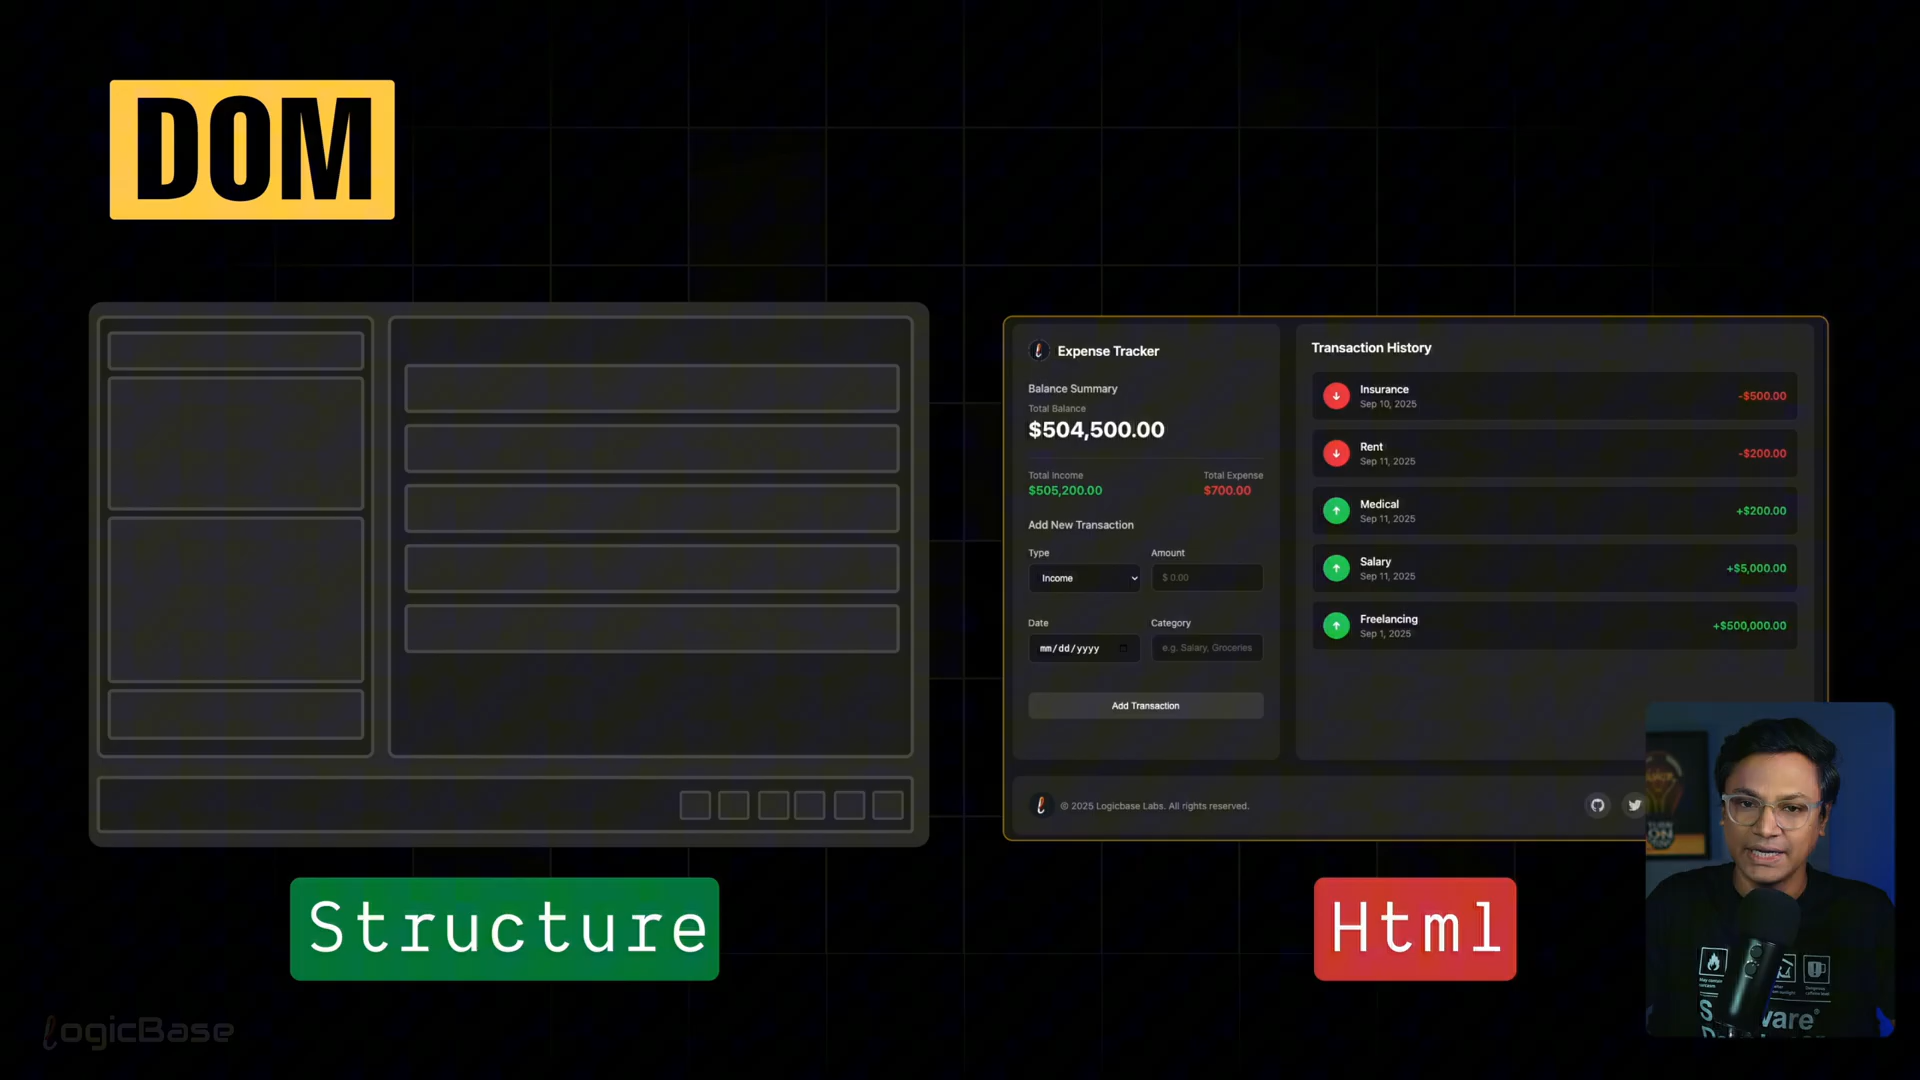 DOM
Expense Tracker
Balance Summary
Total Balance
$504,500.00
Total Income
Total Expense
$505,200.00
$700.00
Add New Transaction
Type
Amount
Income
$ 0.00
Date
Category
mm/dd/yyyy
e.g. Salary, Groceries
Add Transaction
Transaction History
Insurance
Sep 10, 2025
-$500.00
Rent
Sep 11, 2025
-$200.00
Medical
Sep 11, 2025
+$200.00
Salary
Sep 11, 2025
+$5,000.00
Freelancing
Sep 1, 2025
+$500,000.00
© 2025 Logicbase Labs. All rights reserved.
Structure
Html
LogicBase